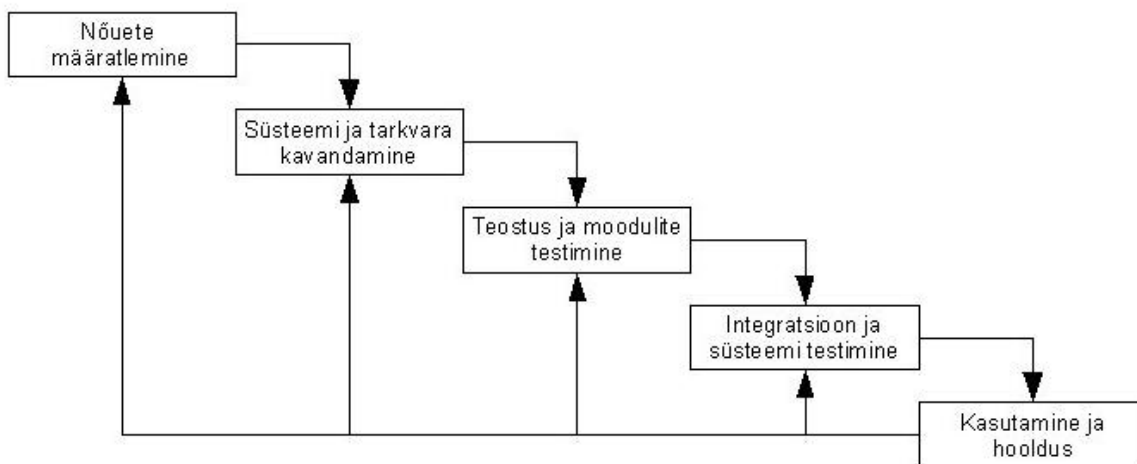 Nõuete
määratlemine
Süsteemi ja tarkvara
kavandamine
Teostus ja moodulite
testimine
Integratsioon ja
süsteemi testimine
Kasutamine ja
hooldus